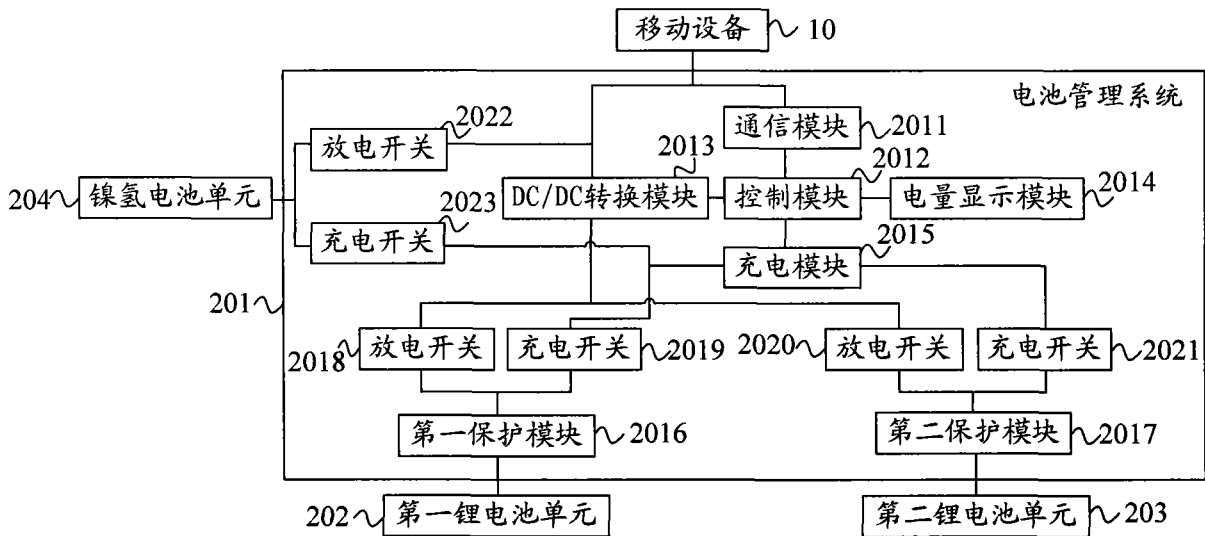 移动设备 10
电池管理系统
2022
放电开关
通信模块 2011
2013
2012
2014
204 镍氢电池单元
DC/DC转换模块
控制模块
电量显示模块
2023
充电开关
2015
充电模块
201
2018 放电开关
充电开关 2019
2020 放电开关
充电开关 2021
第一保护模块 2016
第二保护模块 2017
202 第一锂电池单元
第二锂电池单元 203